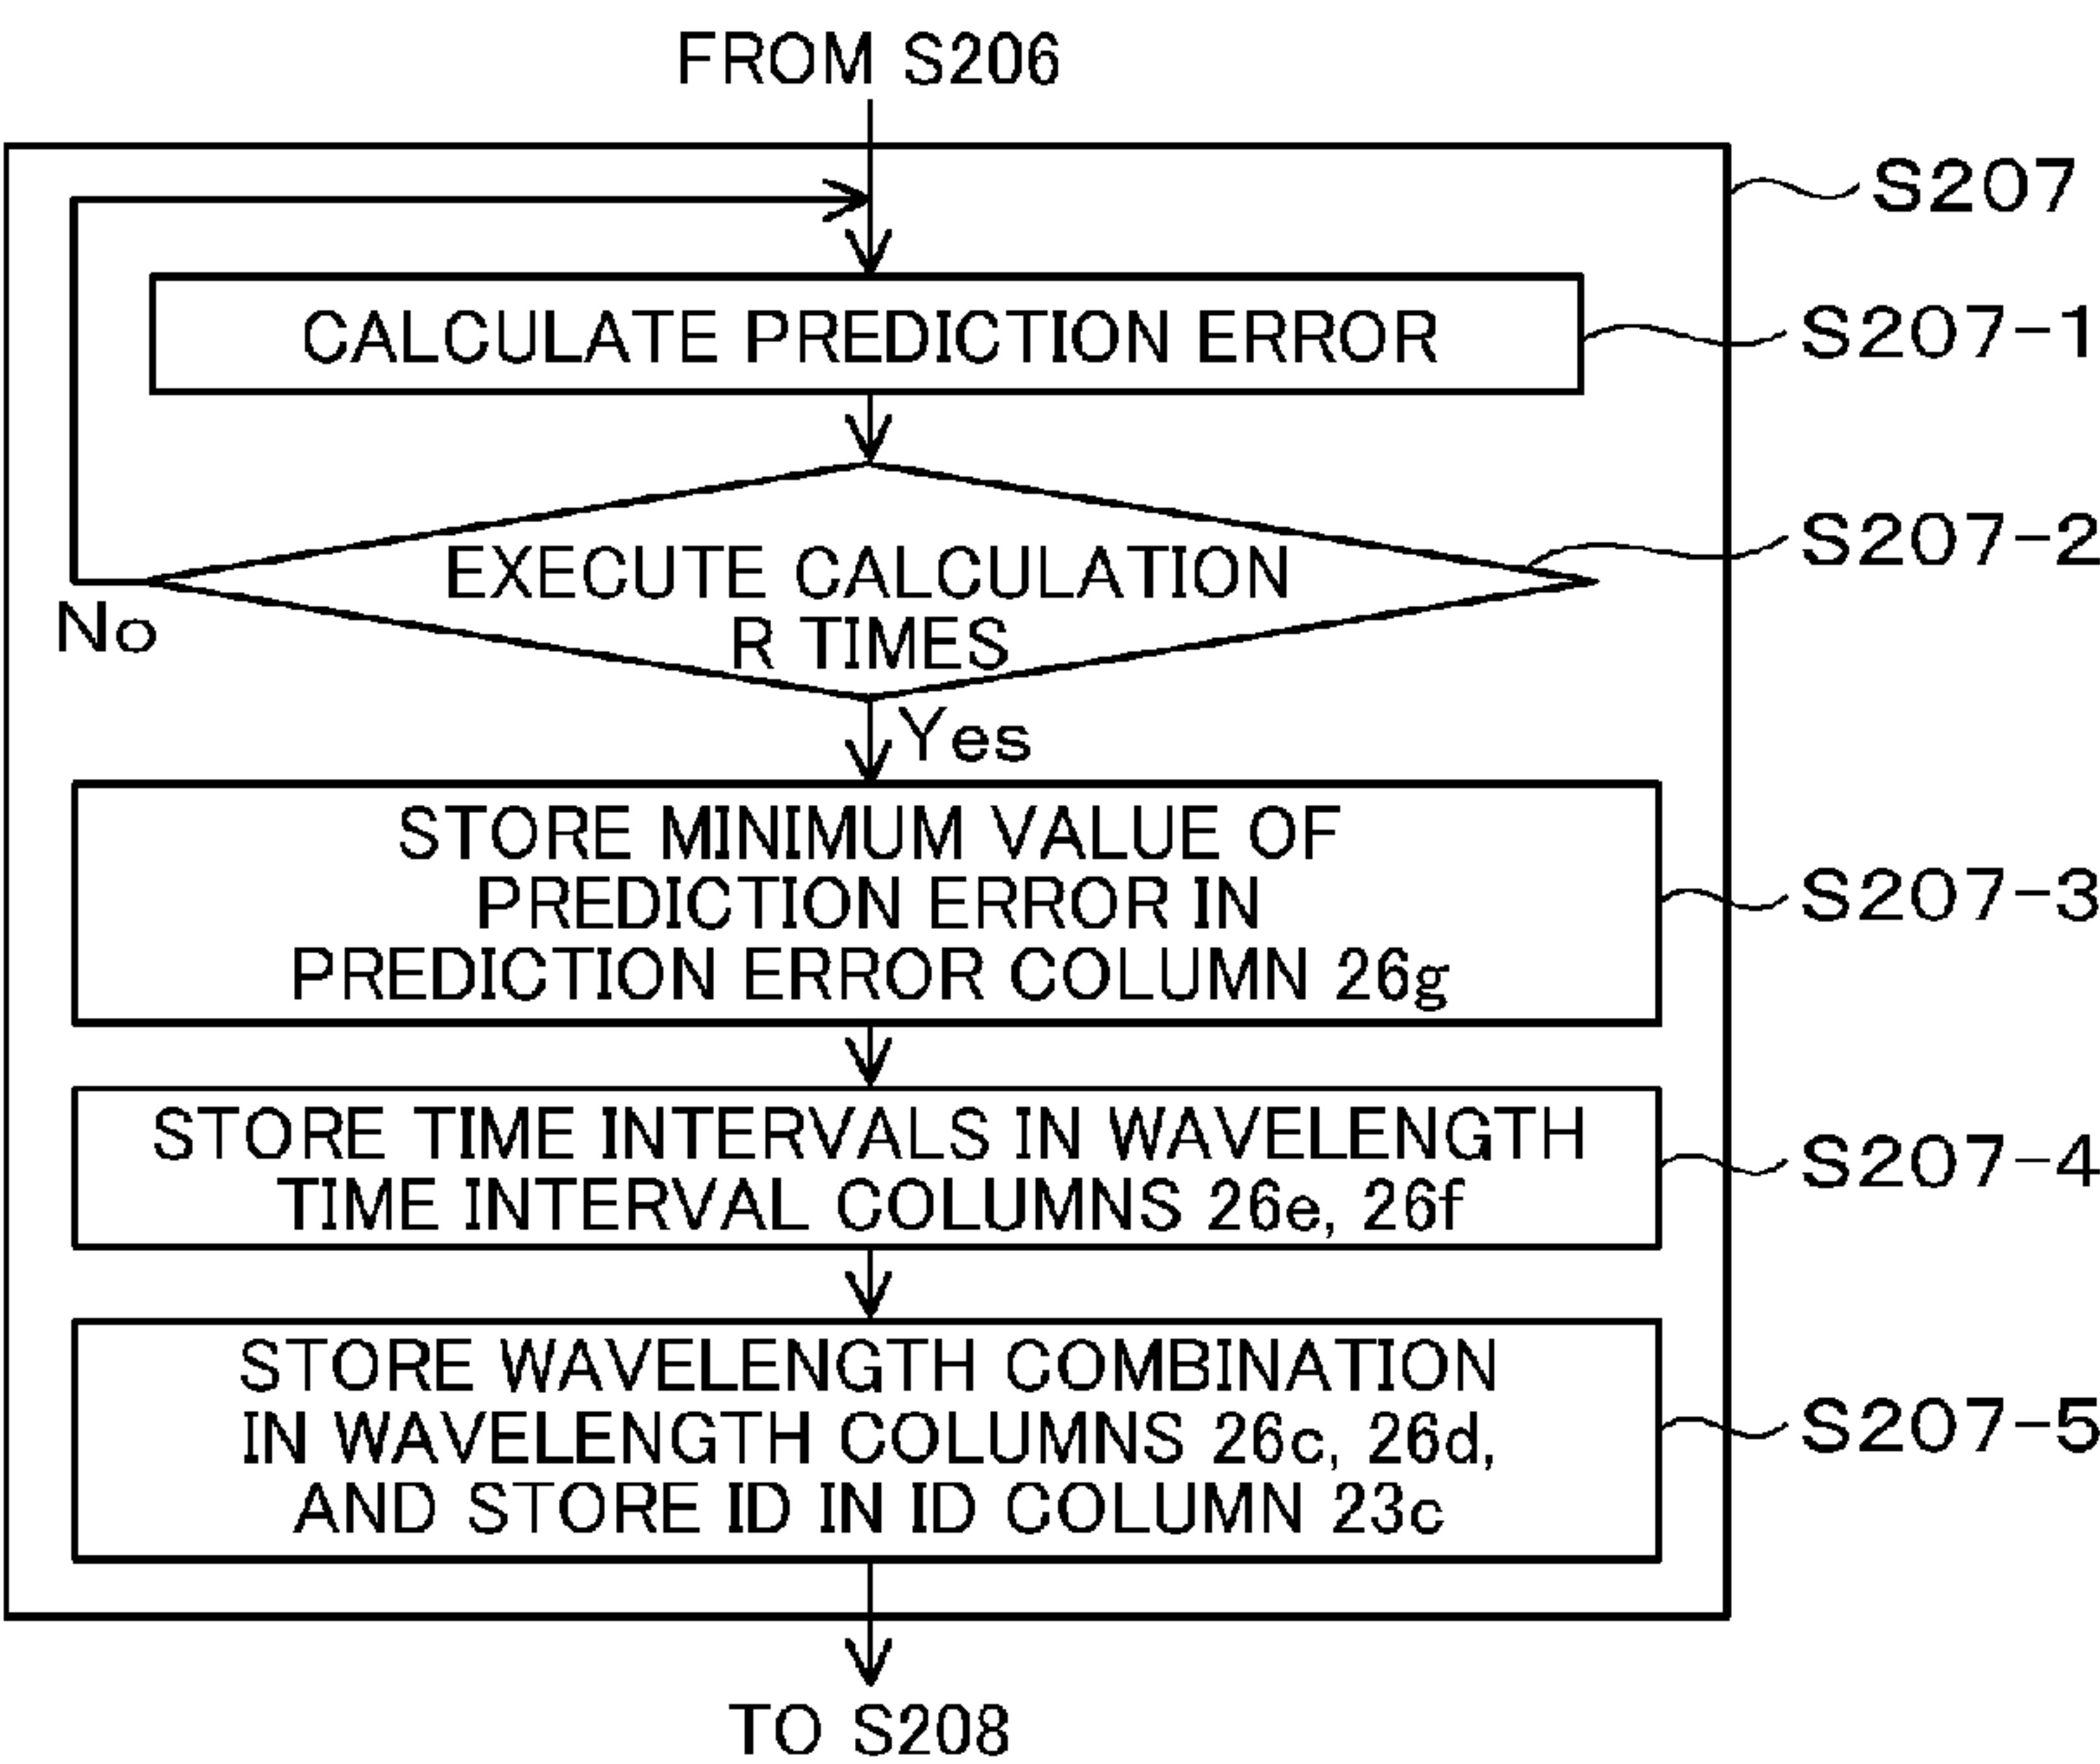 FROM S206
S207
CALCULATE PREDICTION ERROR
S207-1
EXECUTE CALCULATION
R TIMES
S207-2
No
Yes
STORE MINIMUM VALUE OF
PREDICTION ERROR IN
PREDICTION ERROR COLUMN 26g
S207-3
STORE TIME INTERVALS IN WAVELENGTH
TIME INTERVAL COLUMNS 26e, 26f
S207-4
STORE WAVELENGTH COMBINATION
IN WAVELENGTH COLUMNS 26c, 26d,
AND STORE ID IN ID COLUMN 23c
S207-5
TO S208